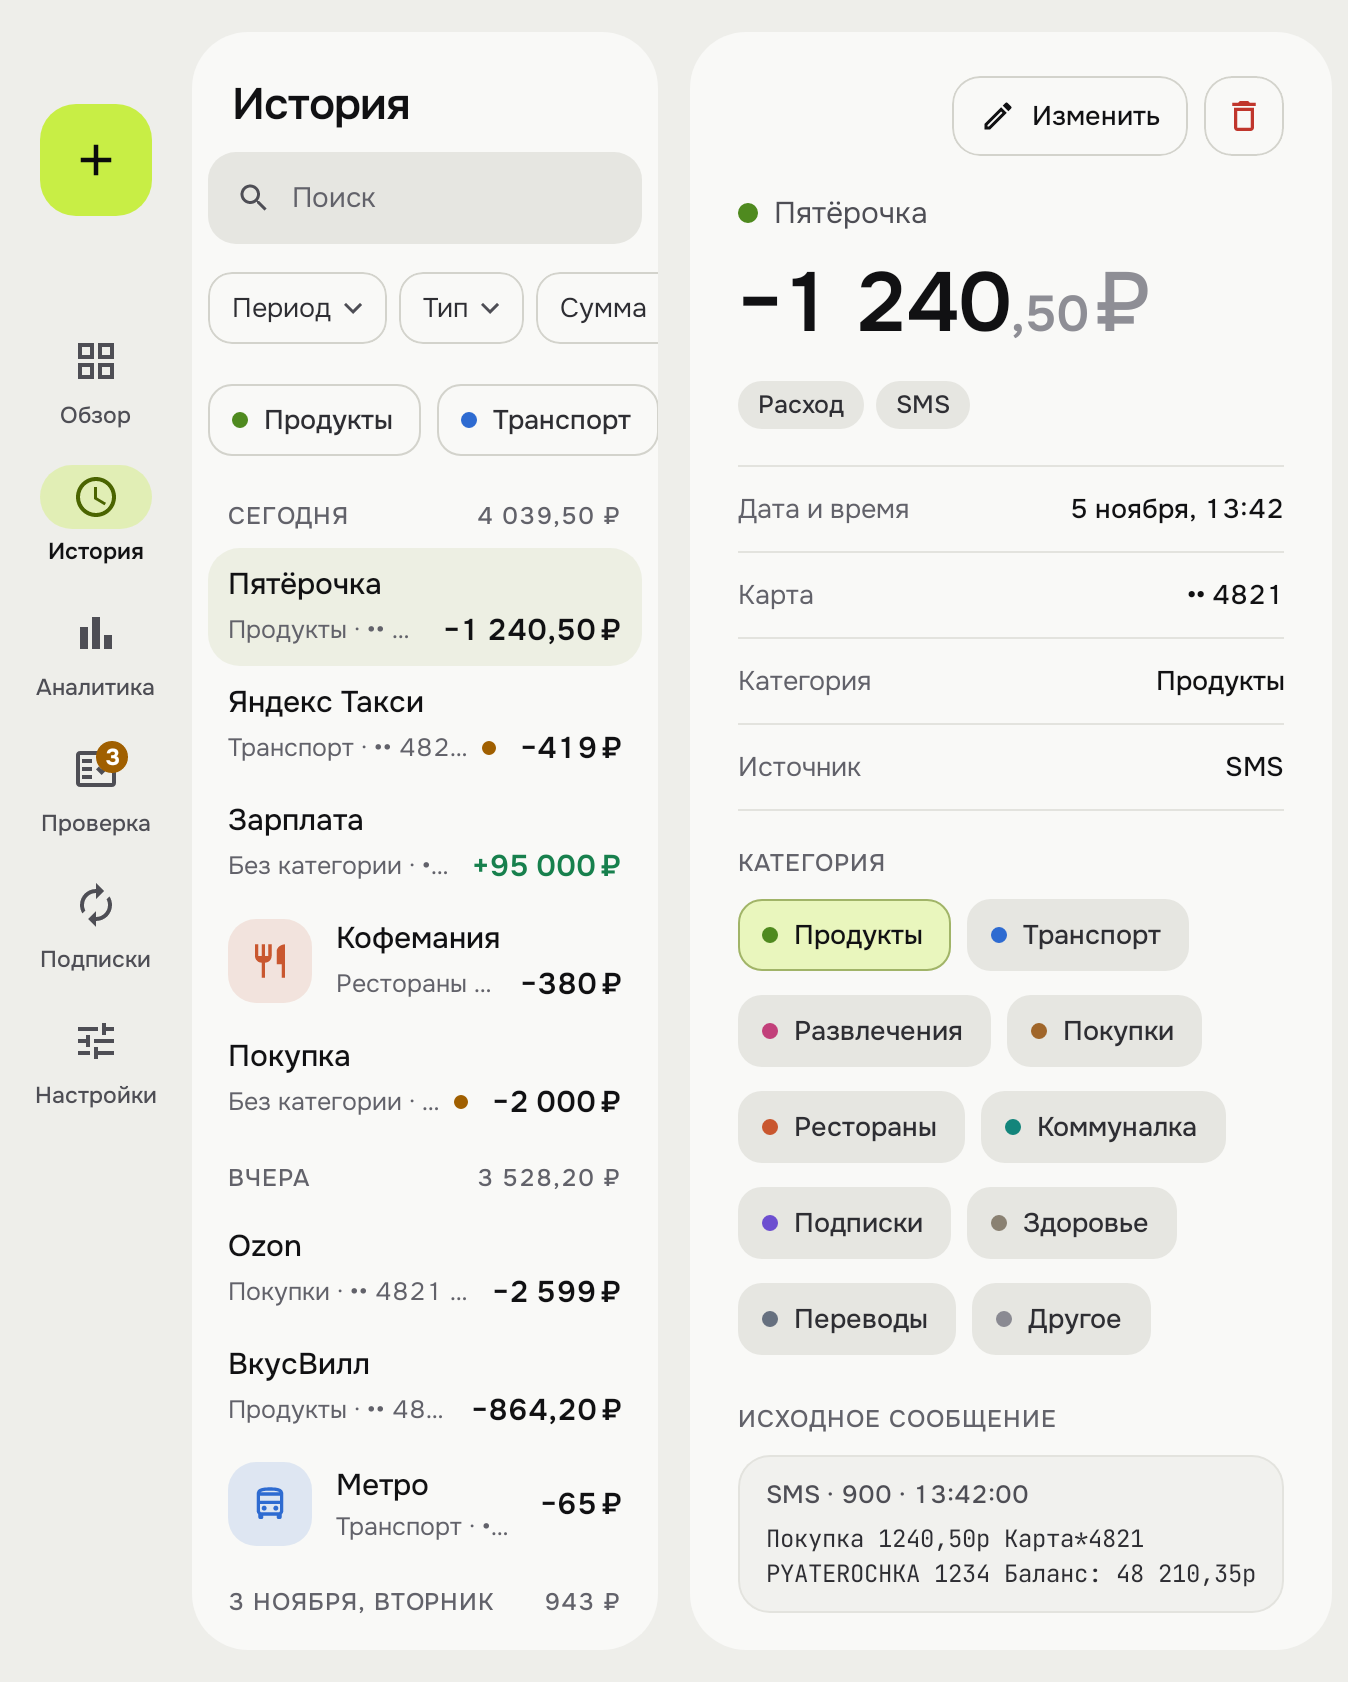 Обзор
История
Аналитика
3
Проверка
Подписки
Настройки
История
Поиск
Период
Тип
Сумма
Продукты
Транспорт
СЕГОДНЯ 4 039,50 ₽
Пятёрочка
Продукты · •• ... −1 240,50 ₽
Яндекс Такси
Транспорт · •• 482... −419 ₽
Зарплата
Без категории · •... +95 000 ₽
Кофемания
Рестораны ... −380 ₽
Покупка
Без категории · ... −2 000 ₽
ВЧЕРА 3 528,20 ₽
Ozon
Покупки · •• 4821 ... −2 599 ₽
ВкусВилл
Продукты · •• 48... −864,20 ₽
Метро
−65 ₽
Транспорт · •...
3 НОЯБРЯ, ВТОРНИК 943 ₽
Изменить
Пятёрочка
−1 240,50 ₽
Расход SMS
Дата и время 5 ноября, 13:42
Карта •• 4821
Категория Продукты
Источник SMS
КАТЕГОРИЯ
Продукты Транспорт
Развлечения Покупки
Рестораны Коммуналка
Подписки Здоровье
Переводы Другое
ИСХОДНОЕ СООБЩЕНИЕ
SMS · 900 · 13:42:00
Покупка 1240,50р Карта*4821
PYATEROCHKA 1234 Баланс: 48 210,35р